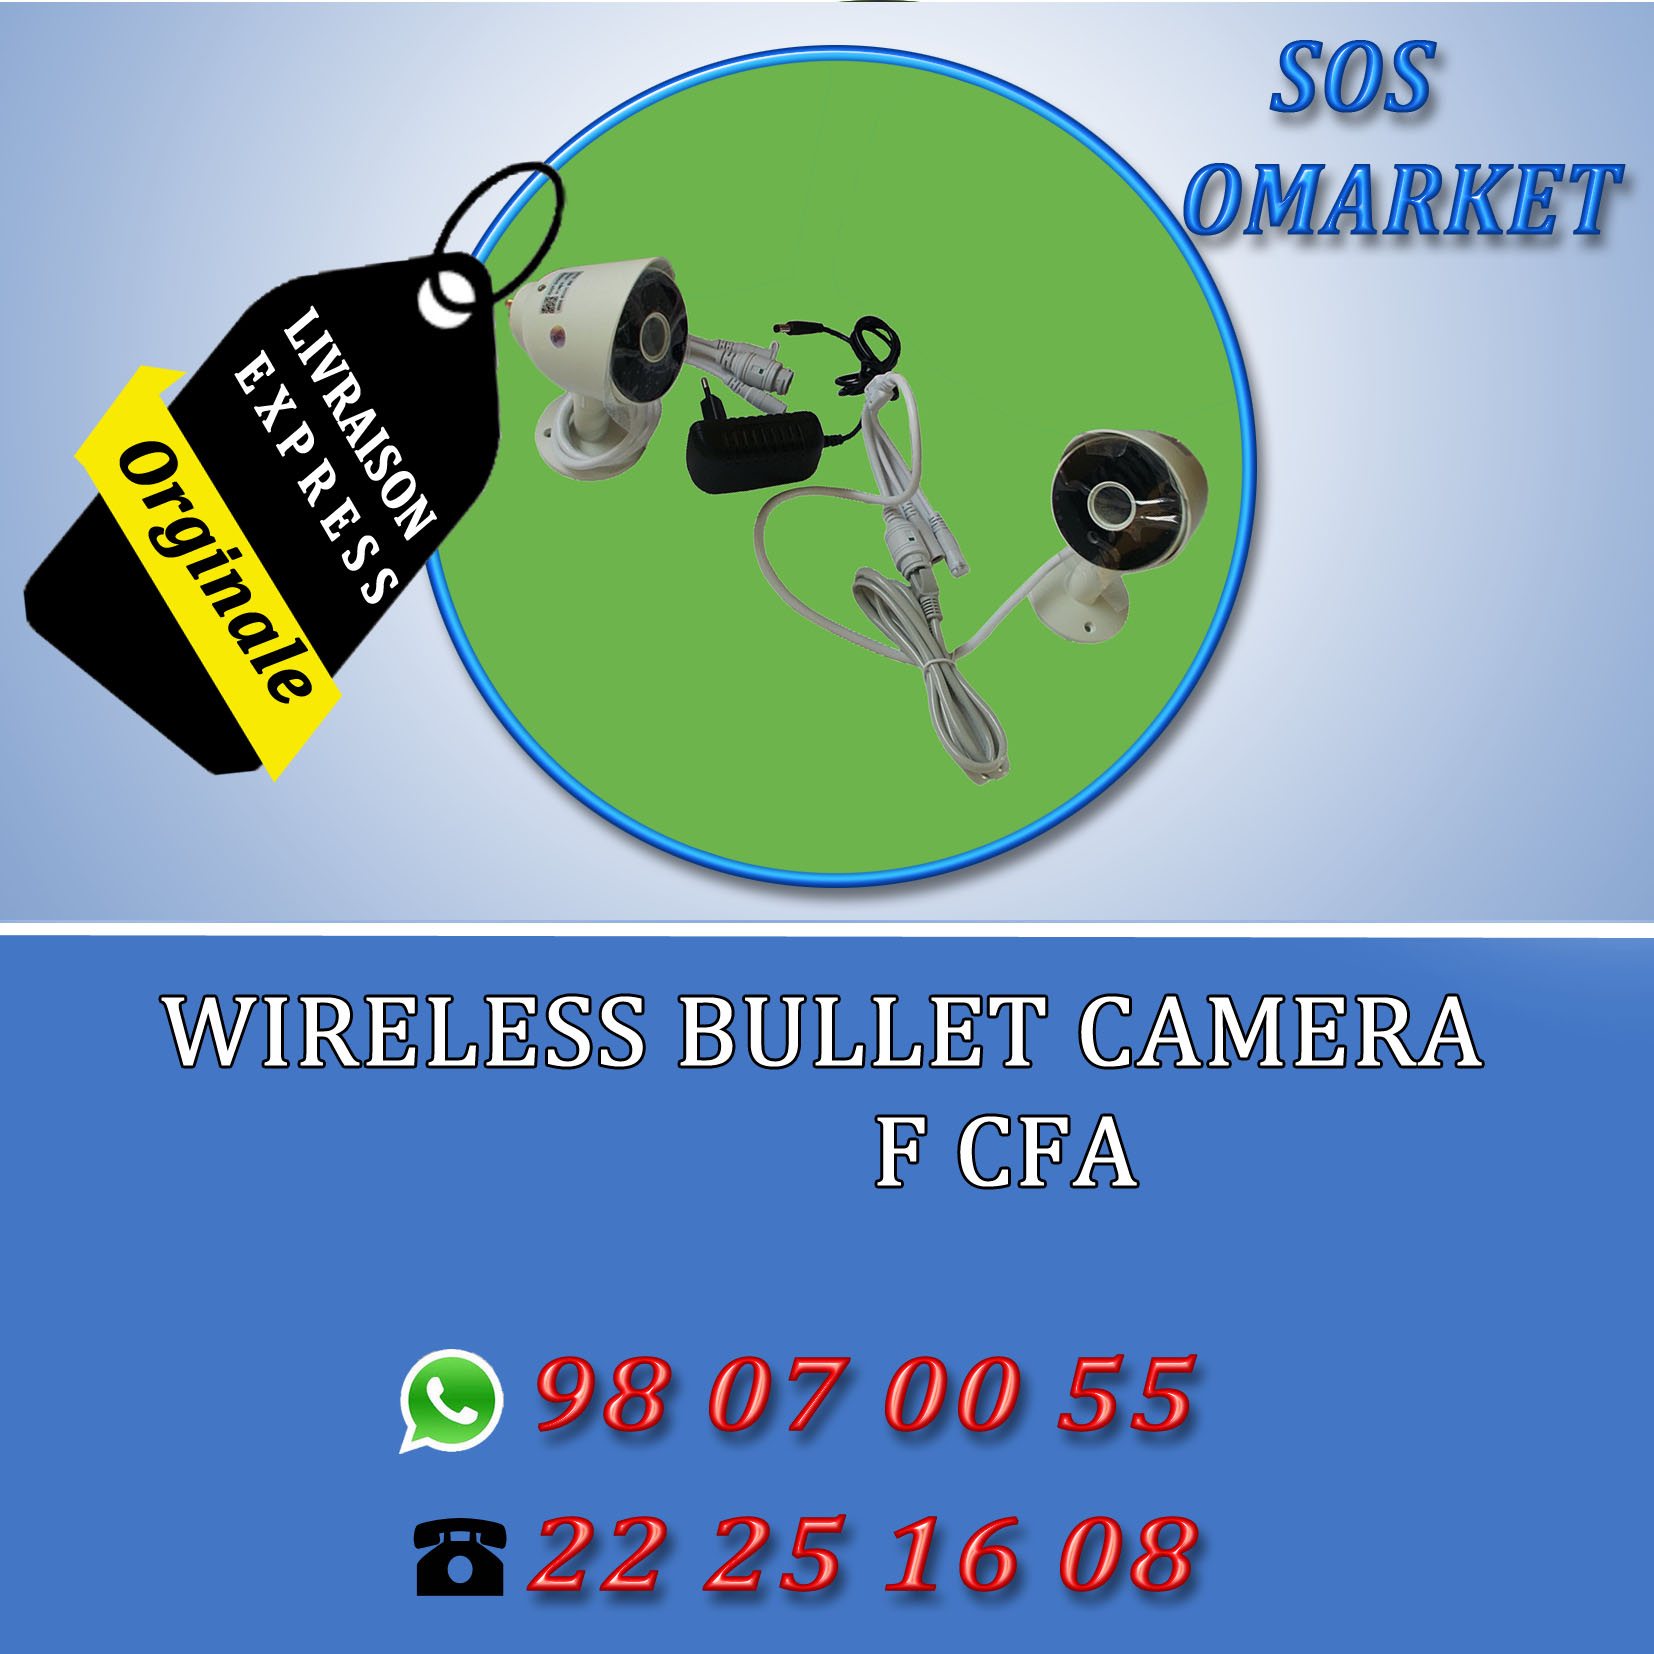 SOS
OMARKET
LIVRAISON
EXPRESS
Orginale
WIRELESS BULLET CAMERA
F CFA
98 07 00 55
22 25 16 08